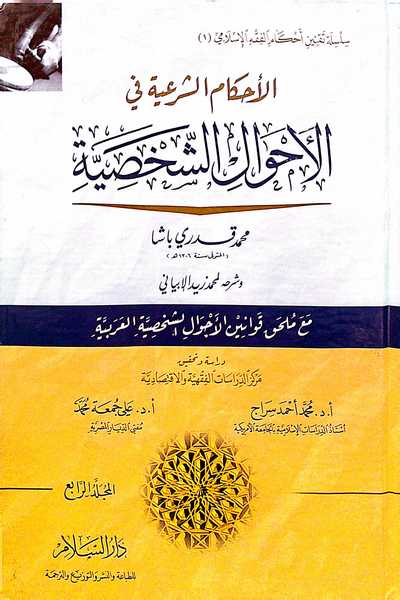 سلسلة تقنين أحكام الفقه الإسلامي (١)
الأحكام الشرعية في
الأحوال الشخصية
محمد قدري باشا
(المتوفى سنة ١٣٠٦هـ)
وشرحه لمحمد زيد الإبياني
مع ملحق قوانين الأحوال الشخصية العربية
دراسة وتحقيق
مركز الدراسات الفقهية والاقتصادية
أ.د. محمد أحمد سراج
أستاذ الدراسات الإسلامية بالجامعة الأمريكية
أ.د. علي جمعة محمد
مفتي الديار المصرية
المجلد الرابع
دار السلام
للطباعة والنشر والتوزيع والترجمة